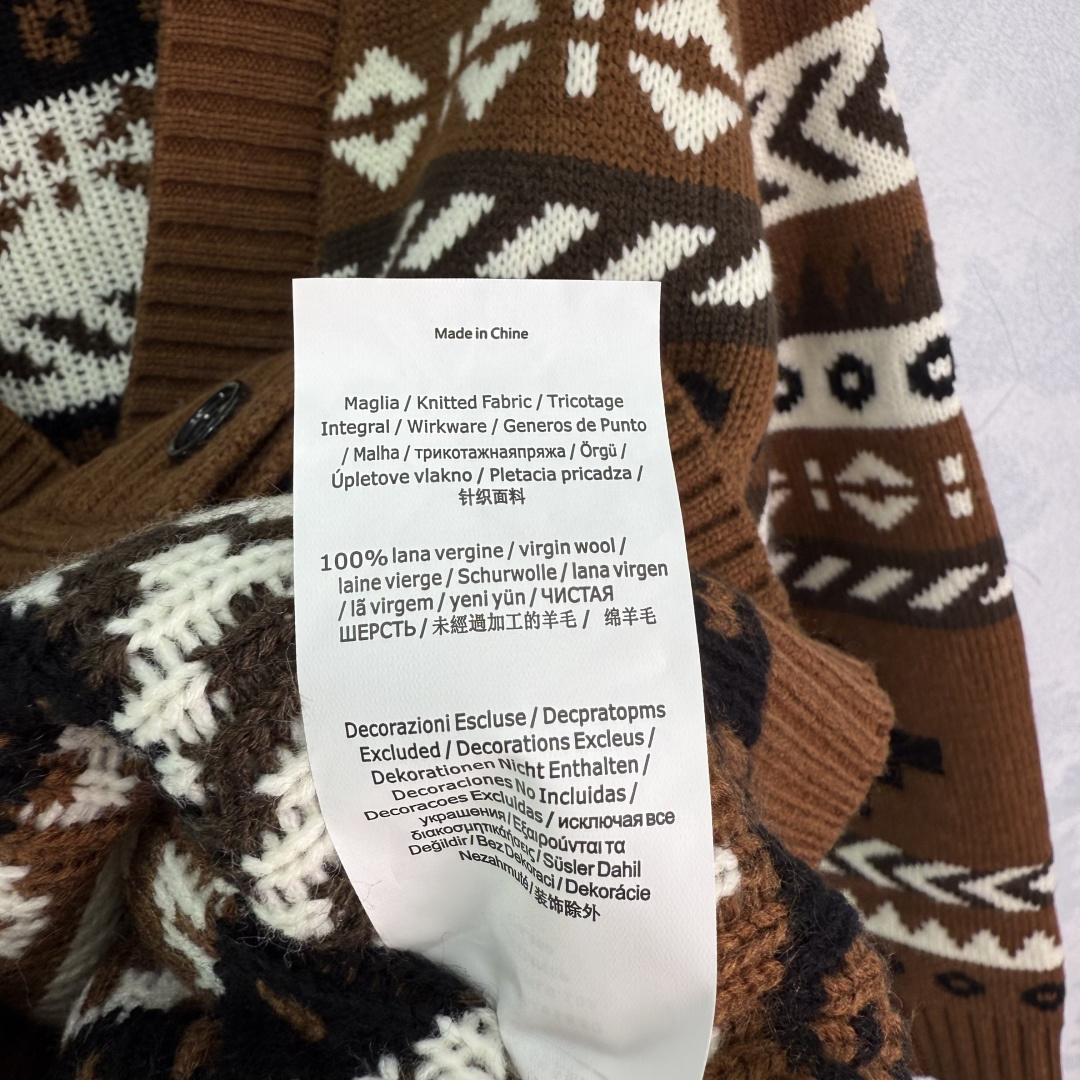 Made in Chine
Maglia / Knitted Fabric / Tricotage
Integral / Wirkware / Generos de Punto
/ Malha / трикотажнаяпряжа / Örgü /
Úpletove vlakno / Pletacia pricadza /
针织面料
100% lana vergine / virgin wool /
laine vierge / Schurwolle / lana virgen
/ lã virgem / yeni yün / ЧИСТАЯ
ШЕРСТЬ / 未經過加工的羊毛 / 绵羊毛
Decorazioni Escluse / Decpratopms
Excluded / Decorations Excleus /
Dekorationen Nicht Enthalten /
Decoraciones No Incluidas /
Decoracoes Excluidas / исключая все
украшения / Εξαιρούνται τα
διακοσμητικάήσεις / Süsler Dahil
Değildir / Bez Dekoraci / Dekorácie
Nezahrnuté / 装饰除外